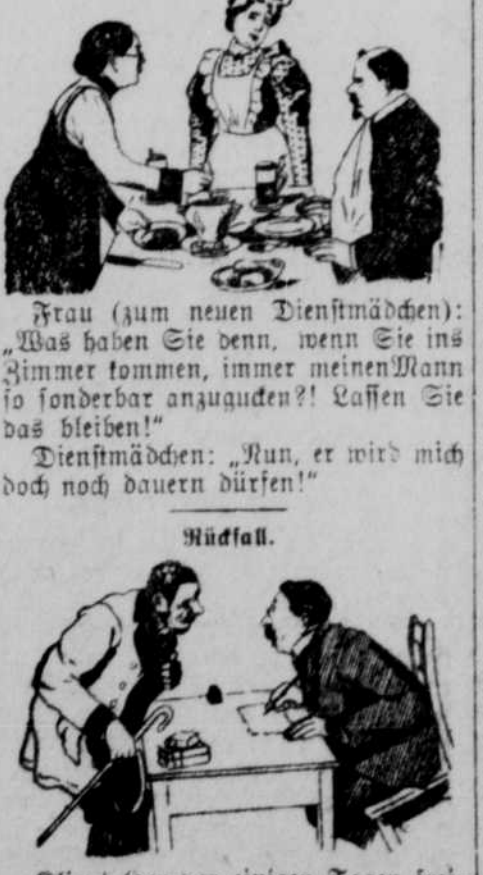 Frau (zum neuen Dienstmädchen):
„Was haben Sie denn, wenn Sie ins
Zimmer kommen, immer meinen Mann
so sonderbar anzugucken?! Lassen Sie
das bleiben!“
Dienstmädchen: „Nun, er wird mich
doch noch dauern dürfen!“
Rückfall.